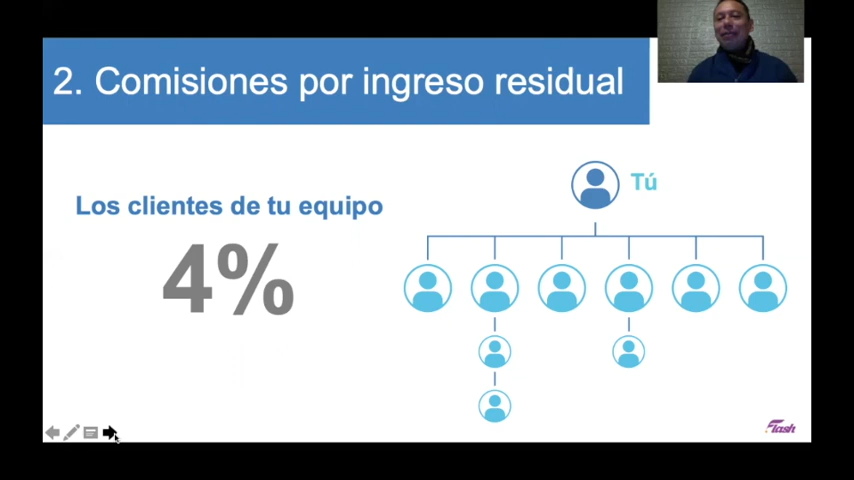 2. Comisiones por ingreso residual
Los clientes de tu equipo
4%
Tú
Flash